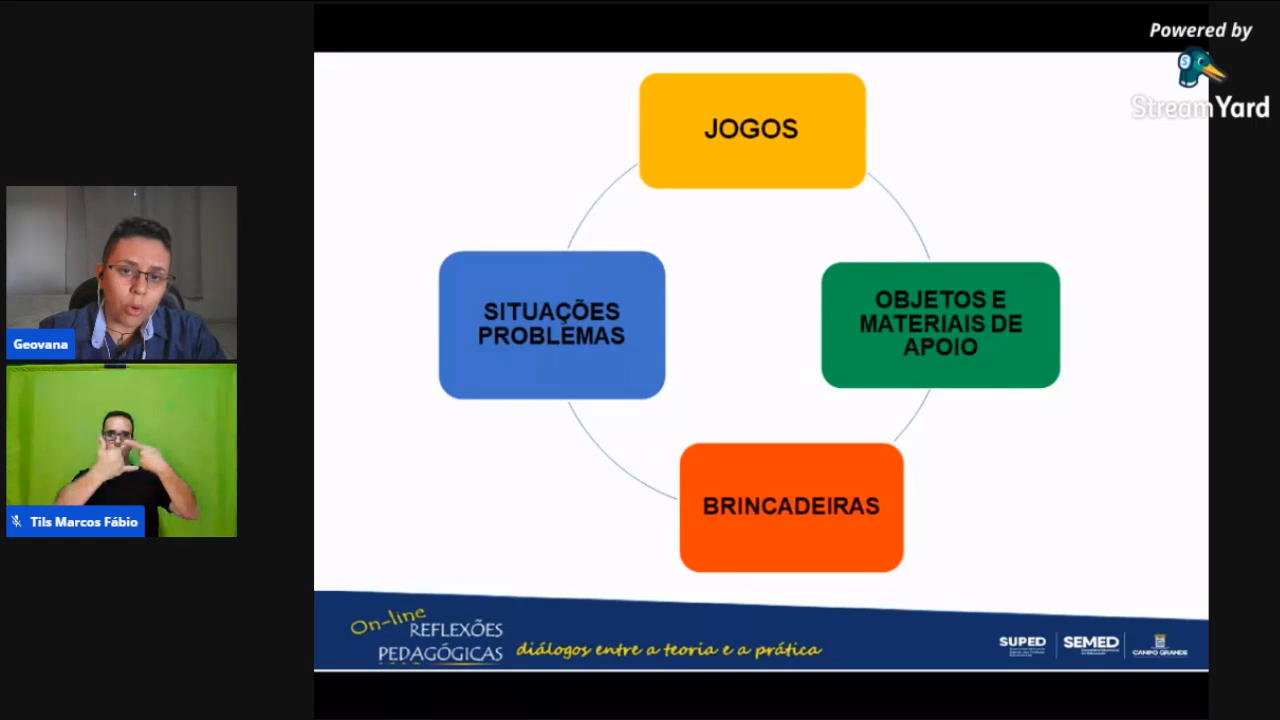 Powered by
StreamYard
JOGOS
SITUAÇÕES
PROBLEMAS
OBJETOS E
MATERIAIS DE
APOIO
BRINCADEIRAS
Geovana
Tils Marcos Fábio
On-line
REFLEXÕES
PEDAGÓGICAS
diálogos entre a teoria e a prática
SUPED
SEMED
CAMPO GRANDE